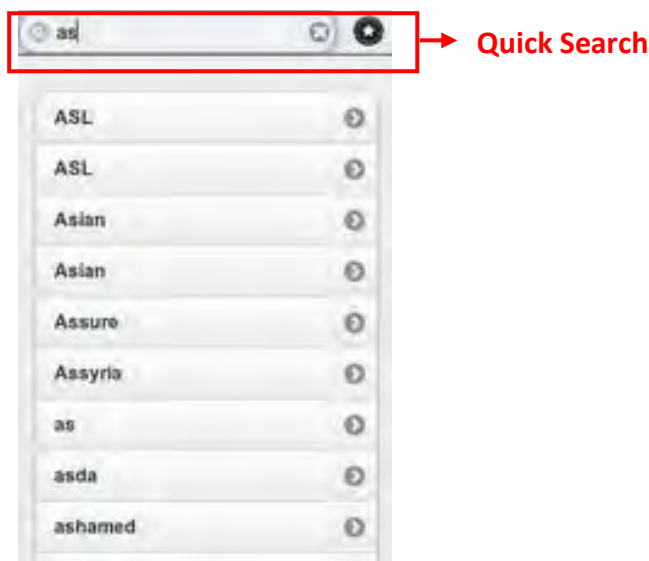 as
Quick Search
ASL
ASL
Asian
Asian
Assure
Assyria
as
asda
ashamed